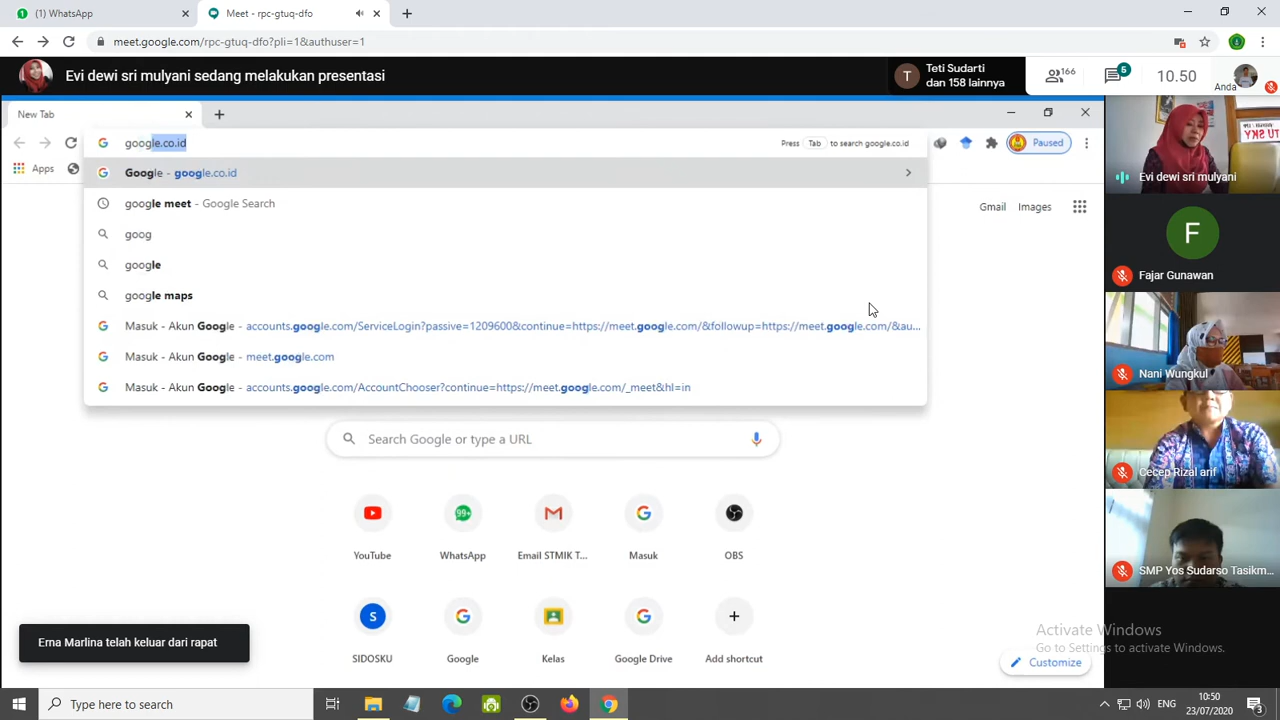 (1) WhatsApp
Meet - rpc-gtuq-dfo
meet.google.com/rpc-gtuq-dfo?pli=1&authuser=1
Evi dewi sri mulyani sedang melakukan presentasi
T
Teti Sudarti
dan 158 lainnya
166
5
10.50
Anda
New Tab
google.co.id
Press Tab to search google.co.id
Paused
Apps
Google - google.co.id
google meet - Google Search
goog
google
google maps
Masuk - Akun Google - accounts.google.com/ServiceLogin?passive=1209600&continue=https://meet.google.com/&followup=https://meet.google.com/&au...
Masuk - Akun Google - meet.google.com
Masuk - Akun Google - accounts.google.com/AccountChooser?continue=https://meet.google.com/_meet&hl=in
Gmail
Images
Search Google or type a URL
YouTube
99+
WhatsApp
Email STMIK T...
Masuk
OBS
S
SIDOSKU
Google
Kelas
Google Drive
Add shortcut
Customize
Evi dewi sri mulyani
F
Fajar Gunawan
Nani Wungkul
Cecep Rizal arif
SMP Yos Sudarso Tasikm...
Erna Marlina telah keluar dari rapat
Activate Windows
Go to Settings to activate Windows.
Type here to search
ENG
10:50
23/07/2020
3